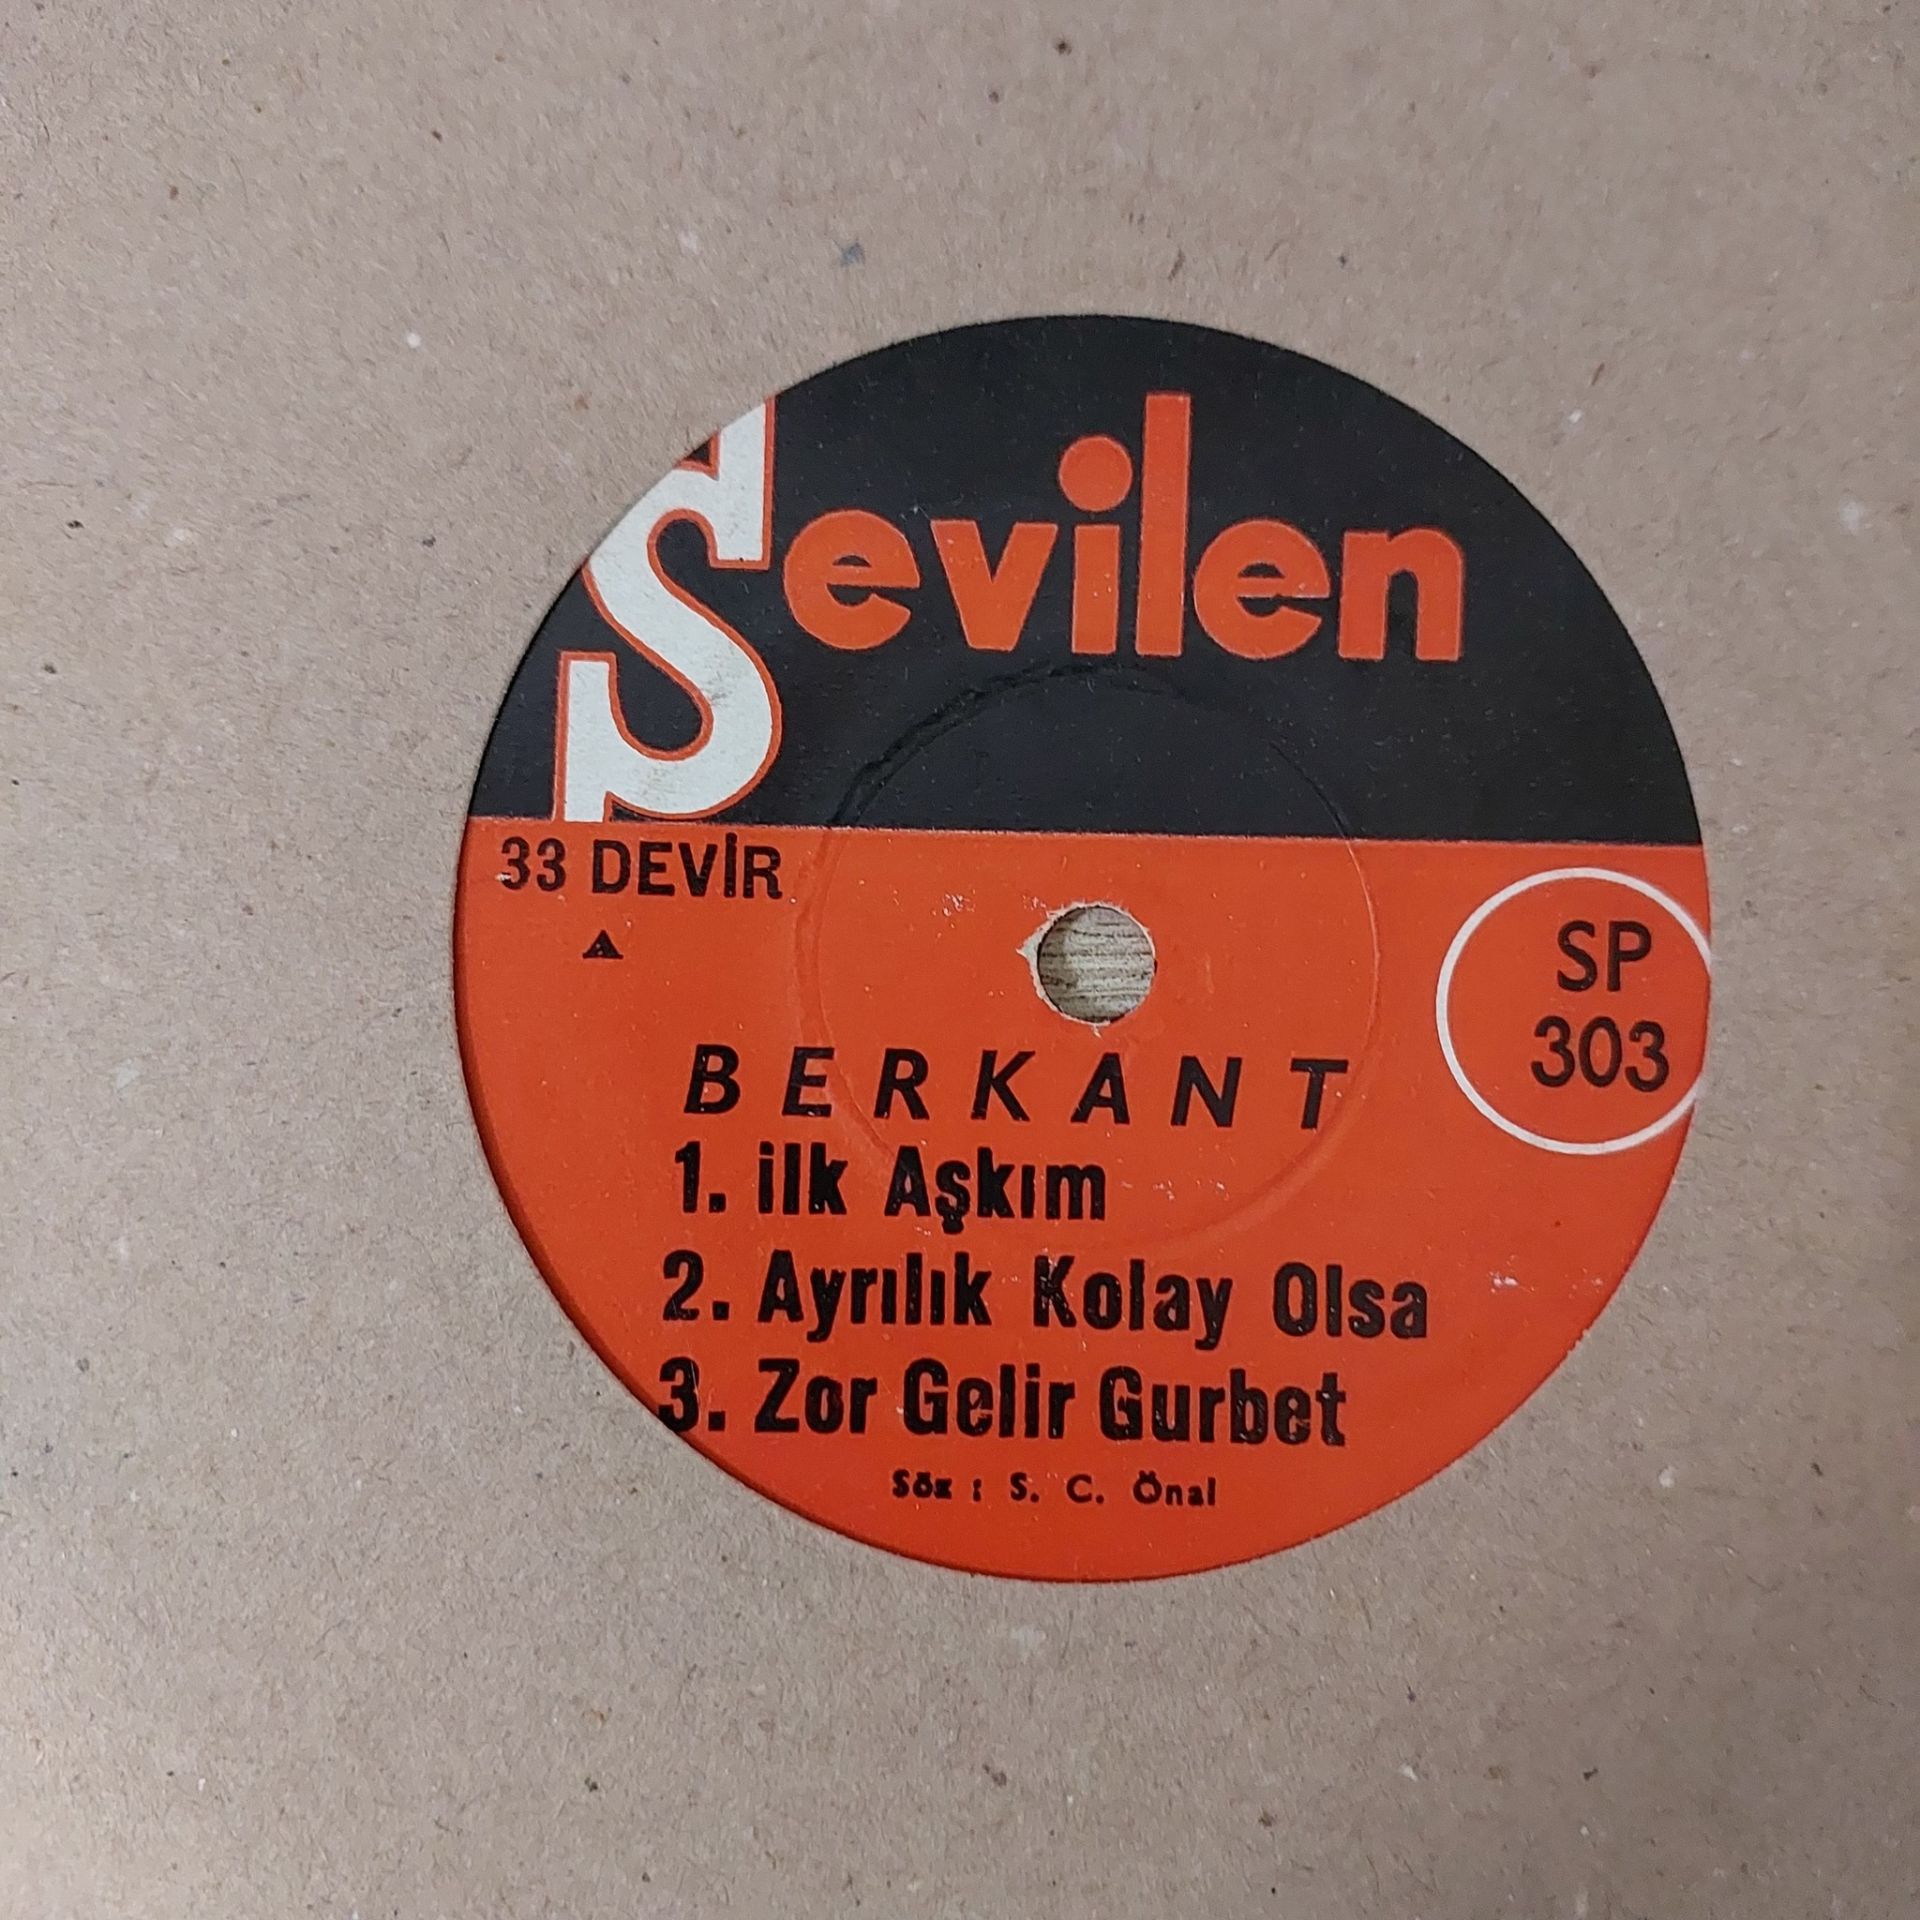 Sevilen
33 DEVİR
▲
SP
303
BERKANT
1. ilk Aşkım
2. Ayrılık Kolay Olsa
3. Zor Gelir Gurbet
Söz : S. C. Önal